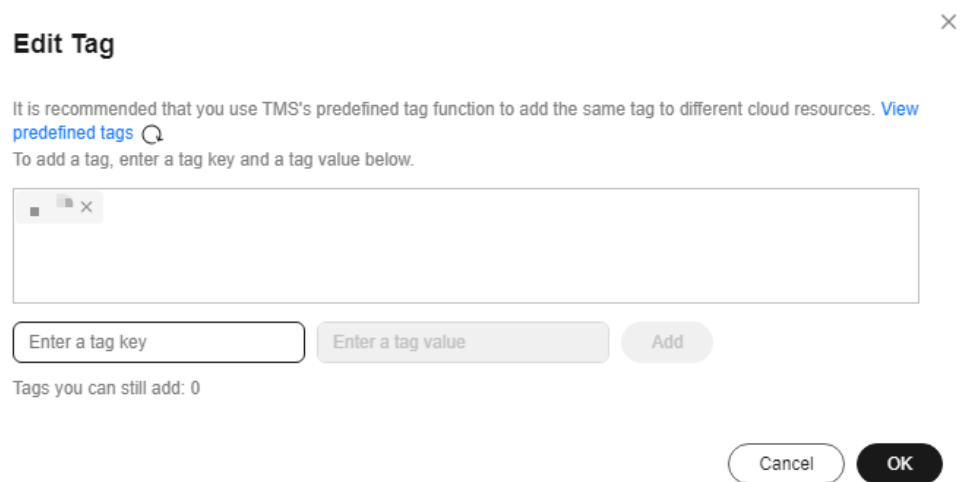 Edit Tag
It is recommended that you use TMS's predefined tag function to add the same tag to different cloud resources. View
predefined tags
To add a tag, enter a tag key and a tag value below.
Enter a tag key
Enter a tag value
Add
Tags you can still add: 0
Cancel
OK